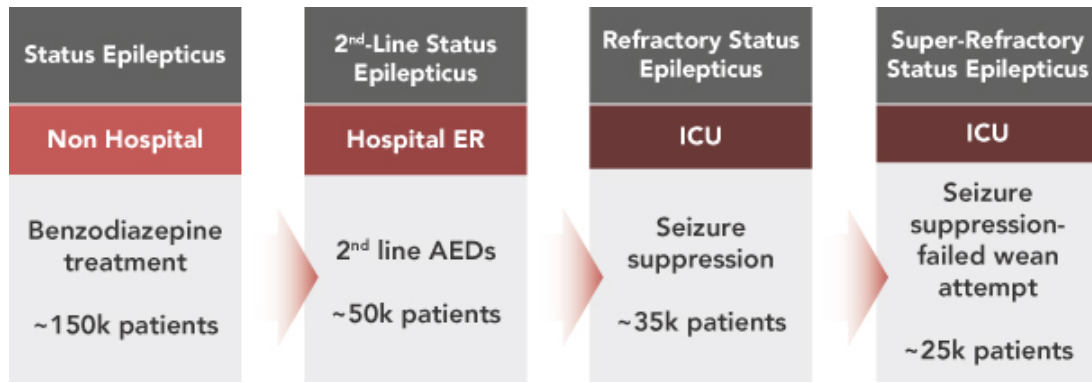 Status Epilepticus
Non Hospital
Benzodiazepine
treatment
~150k patients
2nd-Line Status
Epilepticus
Hospital ER
2nd line AEDs
~50k patients
Refractory Status
Epilepticus
ICU
Seizure
suppression
~35k patients
Super-Refractory
Status Epilepticus
ICU
Seizure
suppression-
failed wean
attempt
~25k patients